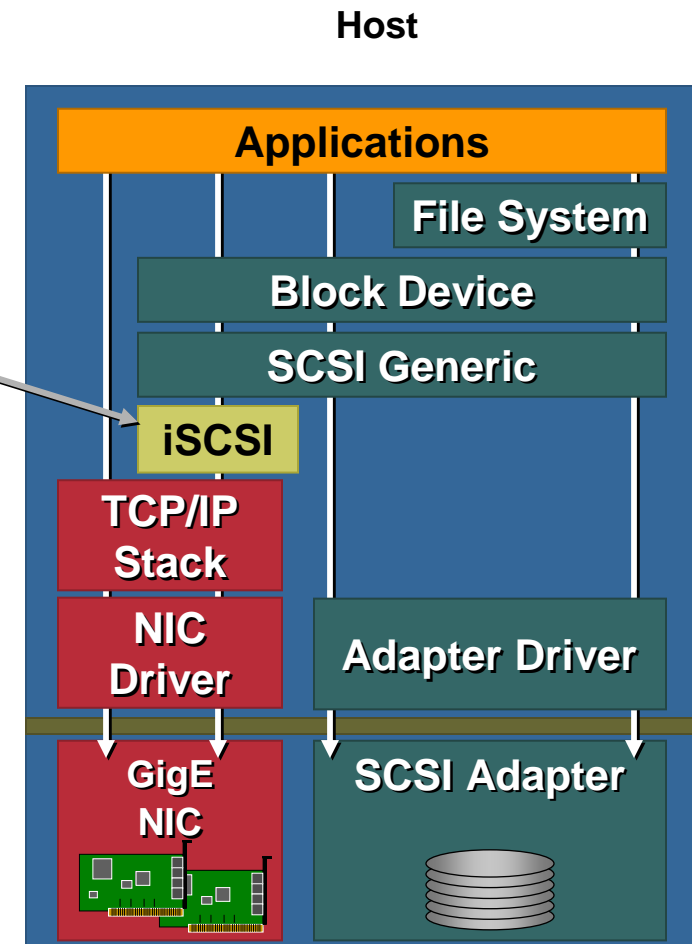 Host
Applications
File System
Block Device
SCSI Generic
iSCSI
TCP/IP
Stack
NIC
Driver
Adapter Driver
GigE
NIC
SCSI Adapter